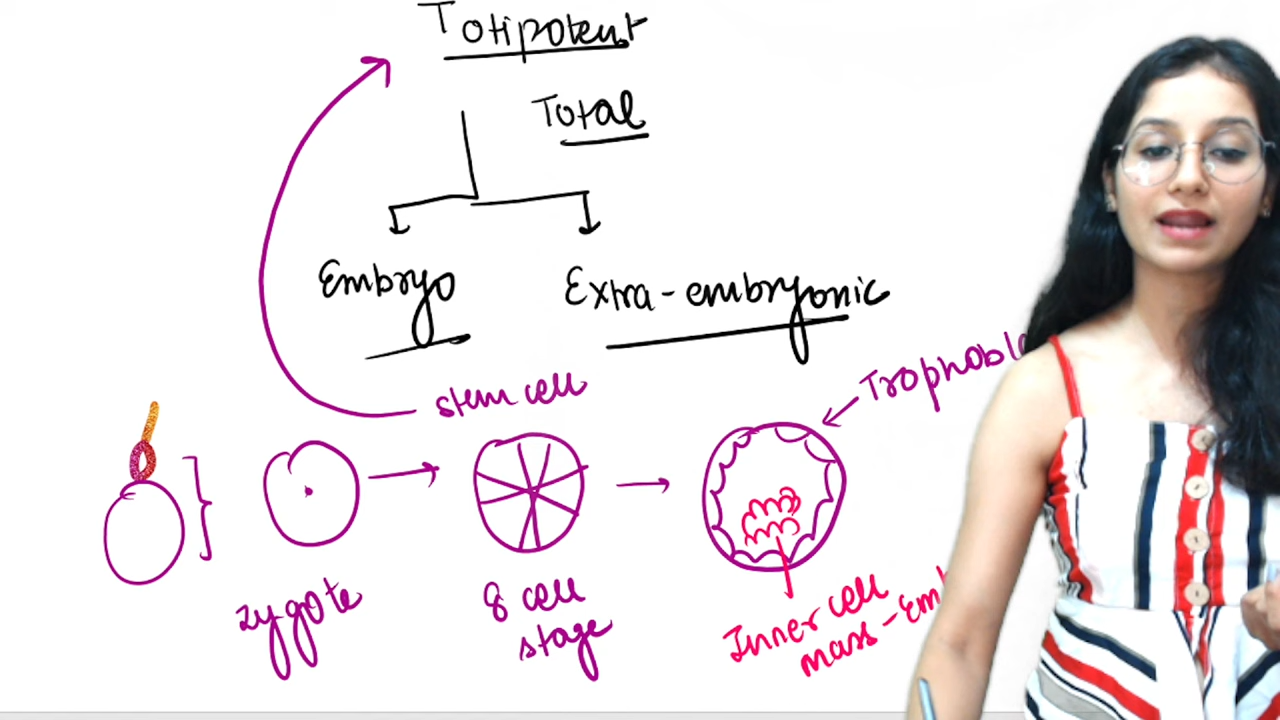 Totipotent
Total
Embryo
Extra-embryonic
stem cell
Trophobl
zygote
8 cell
stage
Inner cell
mass - Em